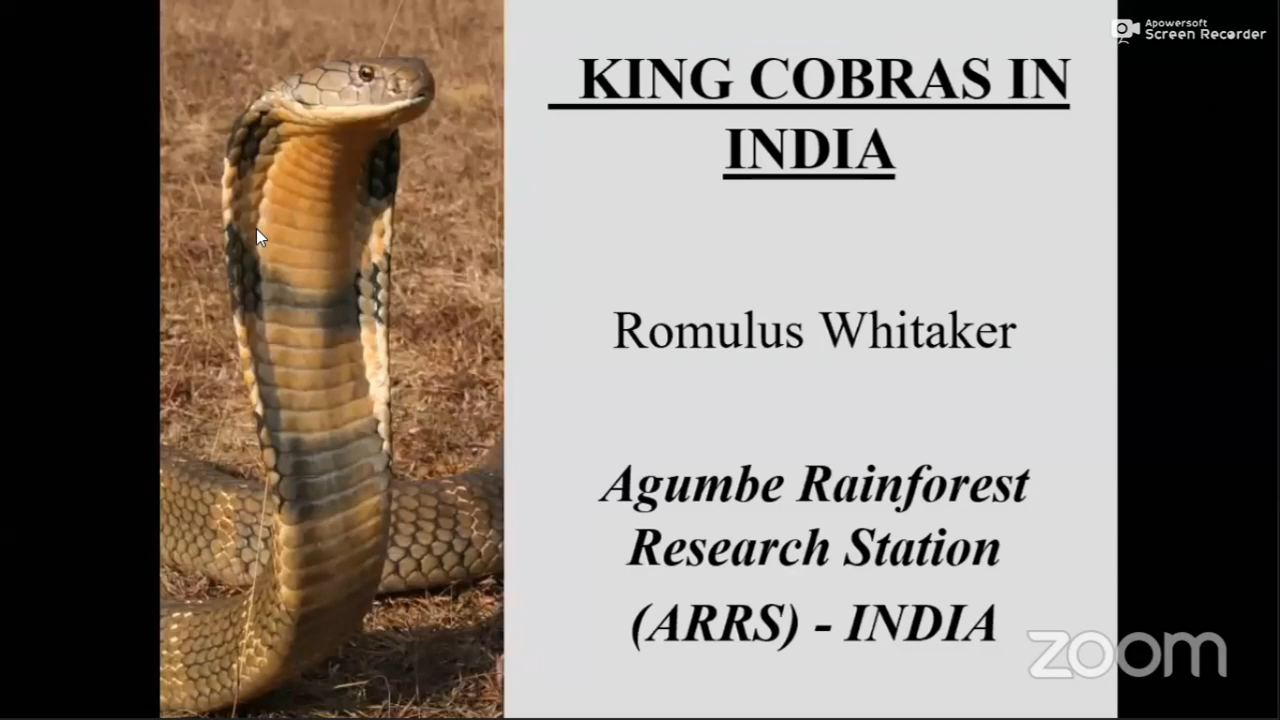 Apowersoft
Screen Recorder
KING COBRAS IN
INDIA
Romulus Whitaker
Agumbe Rainforest
Research Station
(ARRS) - INDIA
zoom